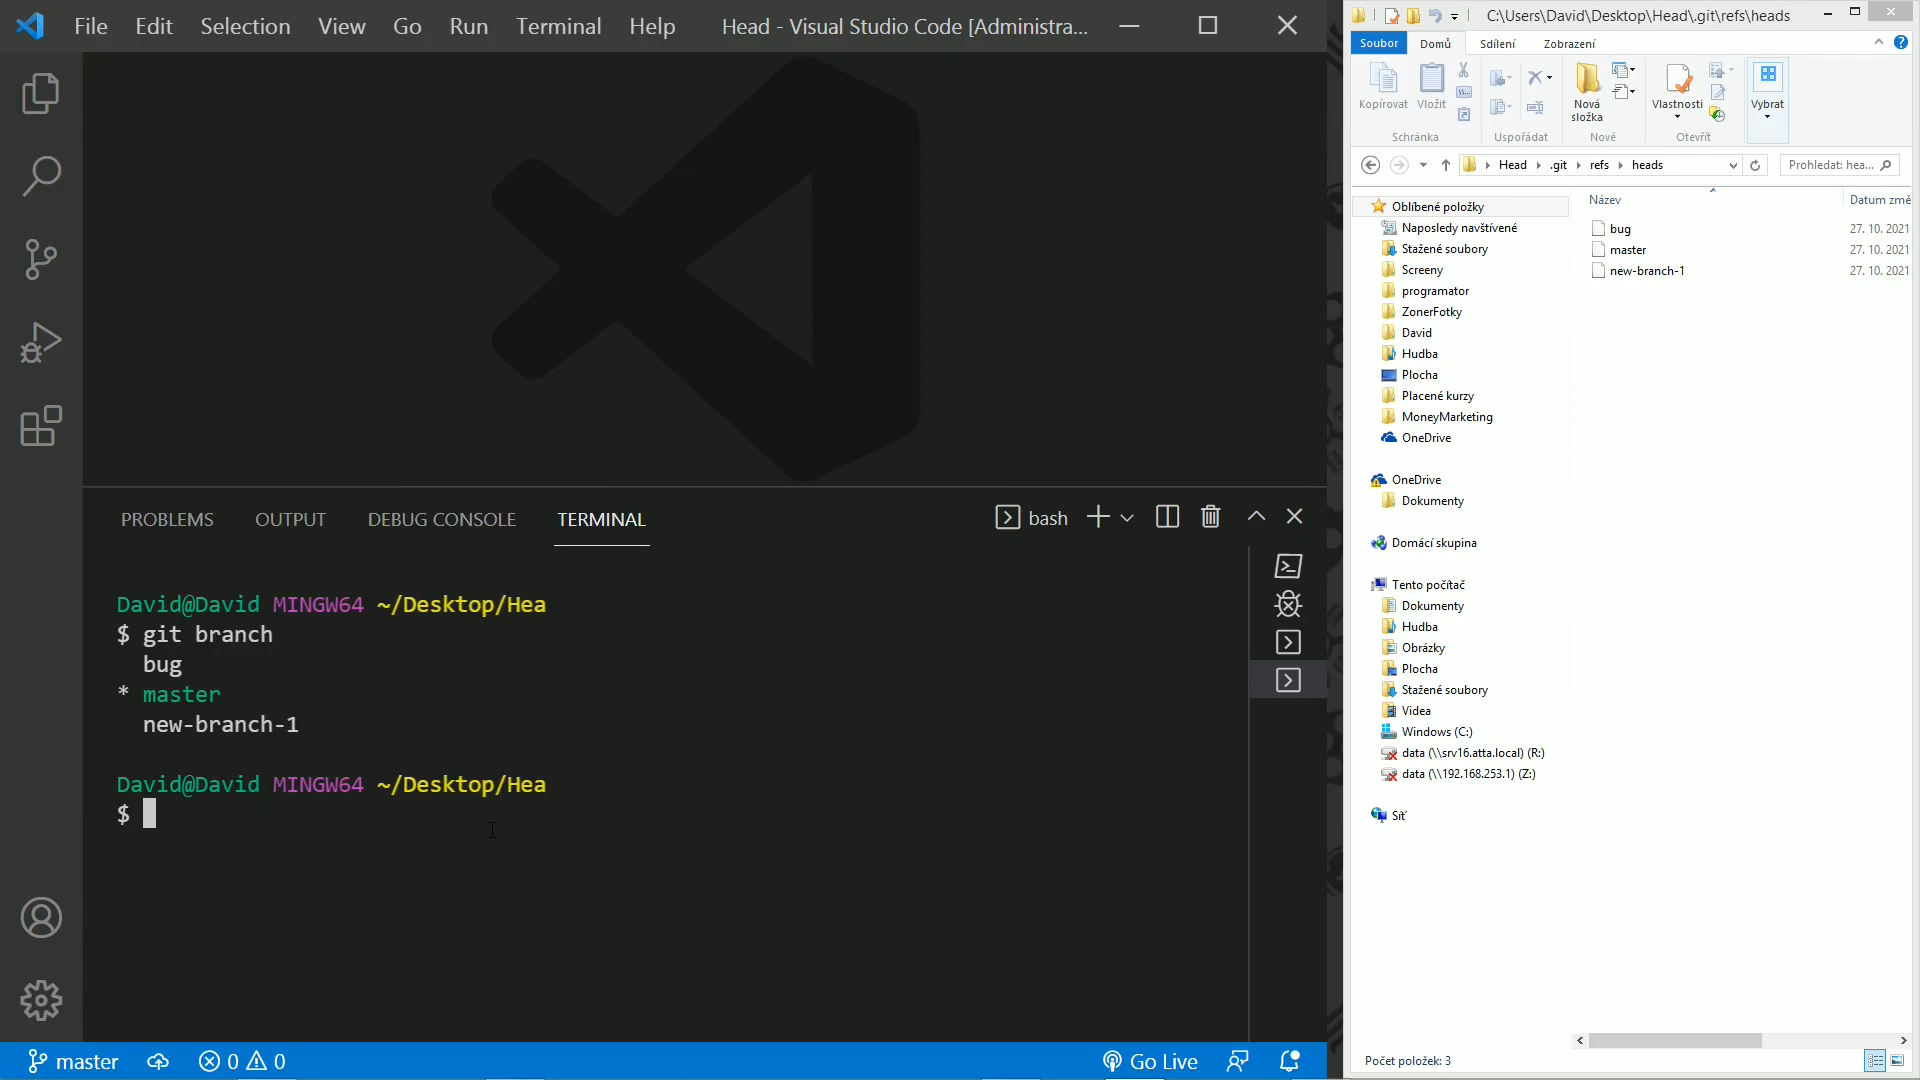 File Edit Selection View Go Run Terminal Help Head - Visual Studio Code [Administra...
PROBLEMS OUTPUT DEBUG CONSOLE TERMINAL bash
David@David MINGW64 ~/Desktop/Hea
$ git branch
bug
* master
new-branch-1
David@David MINGW64 ~/Desktop/Hea
$
master 0 0 Go Live
C:\Users\David\Desktop\Head\.git\refs\heads
Soubor Domů Sdílení Zobrazení
Kopírovat Vložit Nová složka Vlastnosti Vybrat
Schránka Uspořádat Nové Otevřít
Head .git refs heads Prohledat: hea...
Název Datum změ
bug 27. 10. 2021
master 27. 10. 2021
new-branch-1 27. 10. 2021
Oblíbené položky
Naposledy navštívené
Stažené soubory
Screeny
programator
ZonerFotky
David
Hudba
Plocha
Placené kurzy
MoneyMarketing
OneDrive
OneDrive
Dokumenty
Domácí skupina
Tento počítač
Dokumenty
Hudba
Obrázky
Plocha
Stažené soubory
Videa
Windows (C:)
data (\\srv16.atta.local) (R:)
data (\\192.168.253.1) (Z:)
Síť
Počet položek: 3